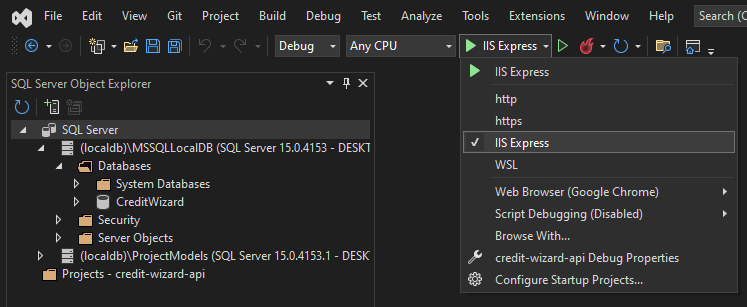 File Edit View Git Project Build Debug Test Analyze Tools Extensions Window Help Search (C
Debug Any CPU IIS Express
SQL Server Object Explorer
SQL Server
(localdb)\MSSQLLocalDB (SQL Server 15.0.4153 - DESKT
Databases
System Databases
CreditWizard
Security
Server Objects
(localdb)\ProjectModels (SQL Server 15.0.4153.1 - DESKT
Projects - credit-wizard-api
IIS Express
http
https
IIS Express
WSL
Web Browser (Google Chrome)
Script Debugging (Disabled)
Browse With...
credit-wizard-api Debug Properties
Configure Startup Projects...